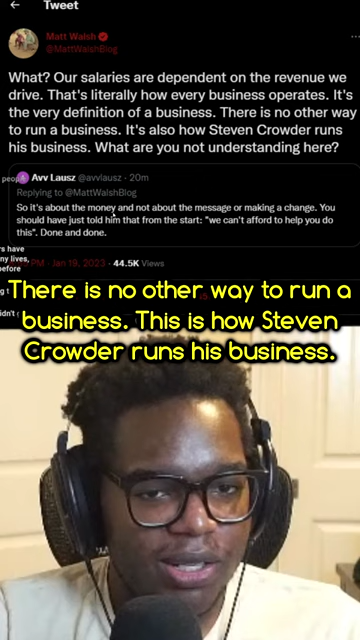 Tweet
Matt Walsh
@MattWalshBlog
What? Our salaries are dependent on the revenue we
drive. That's literally how every business operates. It's
the very definition of a business. There is no other way
to run a business. It's also how Steven Crowder runs
his business. What are you not understanding here?
Avv Lausz @avvlausz · 20m
Replying to @MattWalshBlog
So it's about the money and not about the message or making a change. You
should have just told him that from the start: "we can't afford to help you do
this". Done and done.
PM · Jan 19, 2023 · 44.5K Views
There is no other way to run a
business. This is how Steven
Crowder runs his business.